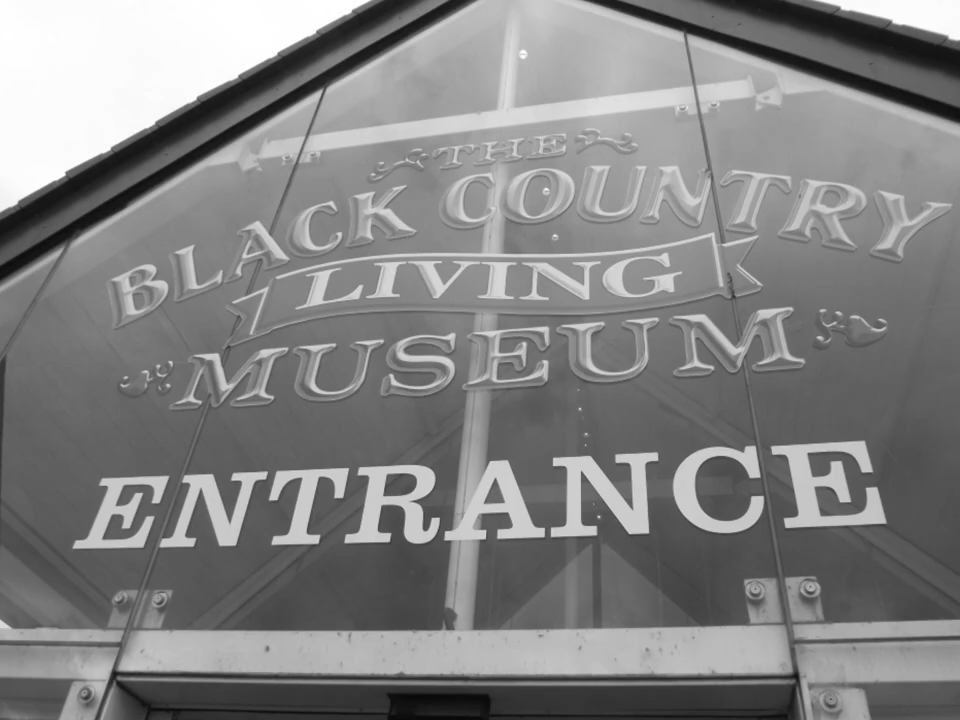 THE
BLACK COUNTRY
LIVING
MUSEUM
ENTRANCE